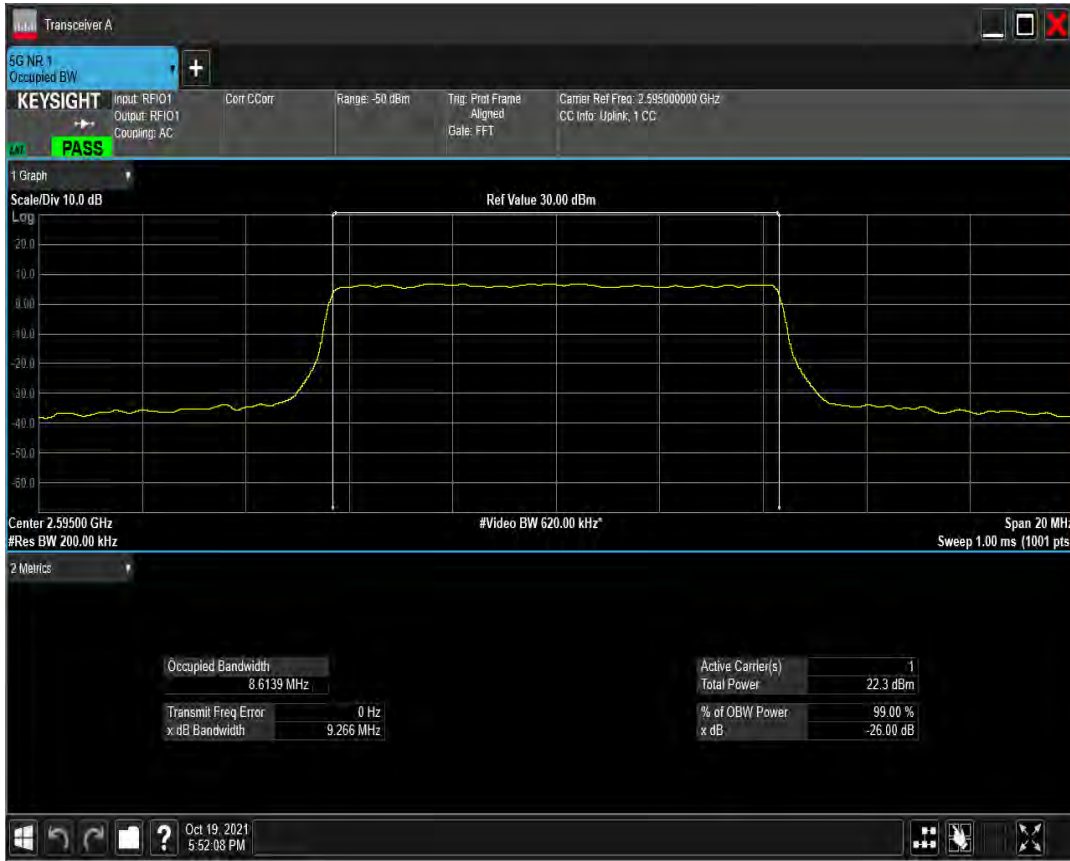 Transceiver A
5G NR 1
Occupied BW
+
KEYSIGHT
Input: RFIO1
Output: RFIO1
Coupling: AC
Corr CCorr
Range: -50 dBm
Trig: Prot Frame
Aligned
Gate: FFT
Carrier Ref Freq: 2.595000000 GHz
CC Info: Uplink, 1 CC
PASS
1 Graph
Scale/Div 10.0 dB
Ref Value 30.00 dBm
Log
20.0
10.0
0.00
-10.0
-20.0
-30.0
-40.0
-50.0
-60.0
Center 2.59500 GHz
#Video BW 620.00 kHz*
Span 20 MHz
#Res BW 200.00 kHz
Sweep 1.00 ms (1001 pts
2 Metrics
Occupied Bandwidth
8.6139 MHz
Transmit Freq Error 0 Hz
x dB Bandwidth 9.266 MHz
Active Carrier(s) 1
Total Power 22.3 dBm
% of OBW Power 99.00 %
x dB -26.00 dB
?
Oct 19, 2021
5:52:08 PM